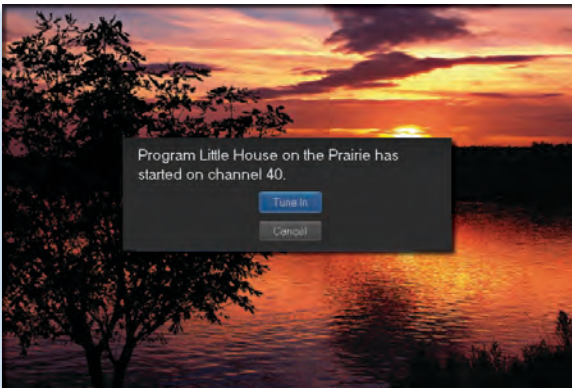 Program Little House on the Prairie has
started on channel 40.
Tune In
Cancel